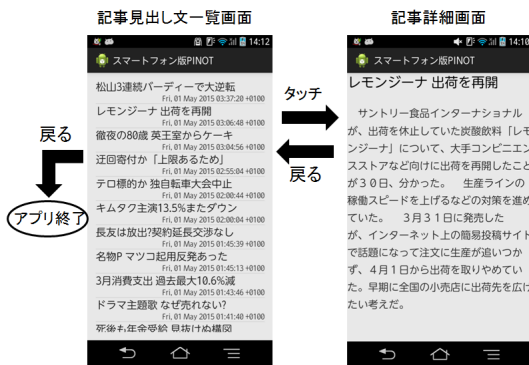 記事見出し文一覧画面
14:12
スマートフォン版PINOT
松山3連続バーディーで大逆転
Fri, 01 May 2015 03:37:20 +0100
レモンジーナ 出荷を再開
Fri, 01 May 2015 03:06:48 +0100
徹夜の80歳 英王室からケーキ
Fri, 01 May 2015 03:04:56 +0100
迂回寄付か「上限あるため」
Fri, 01 May 2015 02:55:04 +0100
テロ標的か 独自転車大会中止
Fri, 01 May 2015 02:00:44 +0100
キムタク主演13.5%またダウン
Fri, 01 May 2015 02:00:04 +0100
長友は放出?契約延長交渉なし
Fri, 01 May 2015 01:45:39 +0100
名物P マツコ起用反発あった
Fri, 01 May 2015 01:45:13 +0100
3月消費支出 過去最大10.6%減
Fri, 01 May 2015 01:43:46 +0100
ドラマ主題歌 なぜ売れない?
Fri, 01 May 2015 01:41:40 +0100
死後も年金受給 見抜けぬ構図
戻る
アプリ終了
タッチ
戻る
記事詳細画面
14:10
スマートフォン版PINOT
レモンジーナ 出荷を再開
サントリー食品インターナショナル
が、出荷を休止していた炭酸飲料「レモ
ンジーナ」について、大手コンビニエン
スストアなど向けに出荷を再開したこと
が30日、分かった。 生産ラインの
稼働スピードを上げるなどの対策を進め
ていた。 3月31日に発売した
が、インターネット上の簡易投稿サイト
で話題になって注文に生産が追いつか
ず、4月1日から出荷を取りやめてい
た。早期に全国の小売店に出荷先を広げ
たい考えだ。